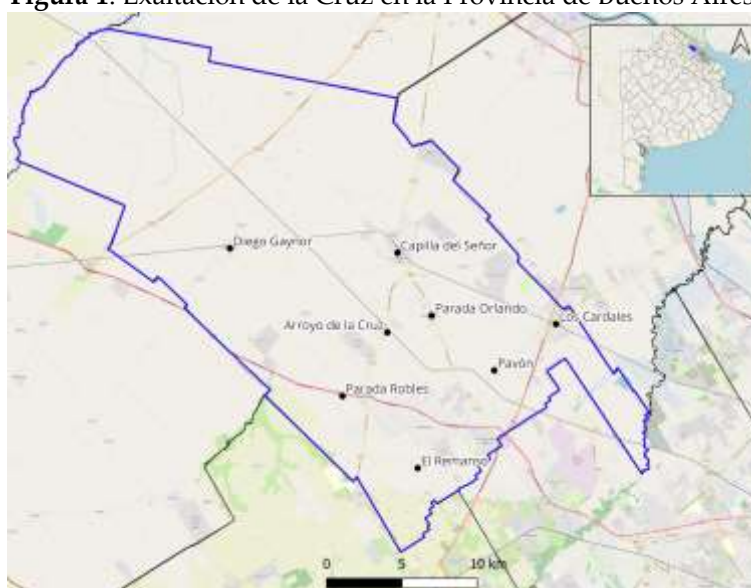 Figura 1. Exaltación de la Cruz en la Provincia de Buenos Aires
Diego Gaynor
Capilla del Señor
Parada Orlando
Los Cardales
Arroyo de la Cruz
Pavón
Parada Robles
El Remanso
0 5 10 km